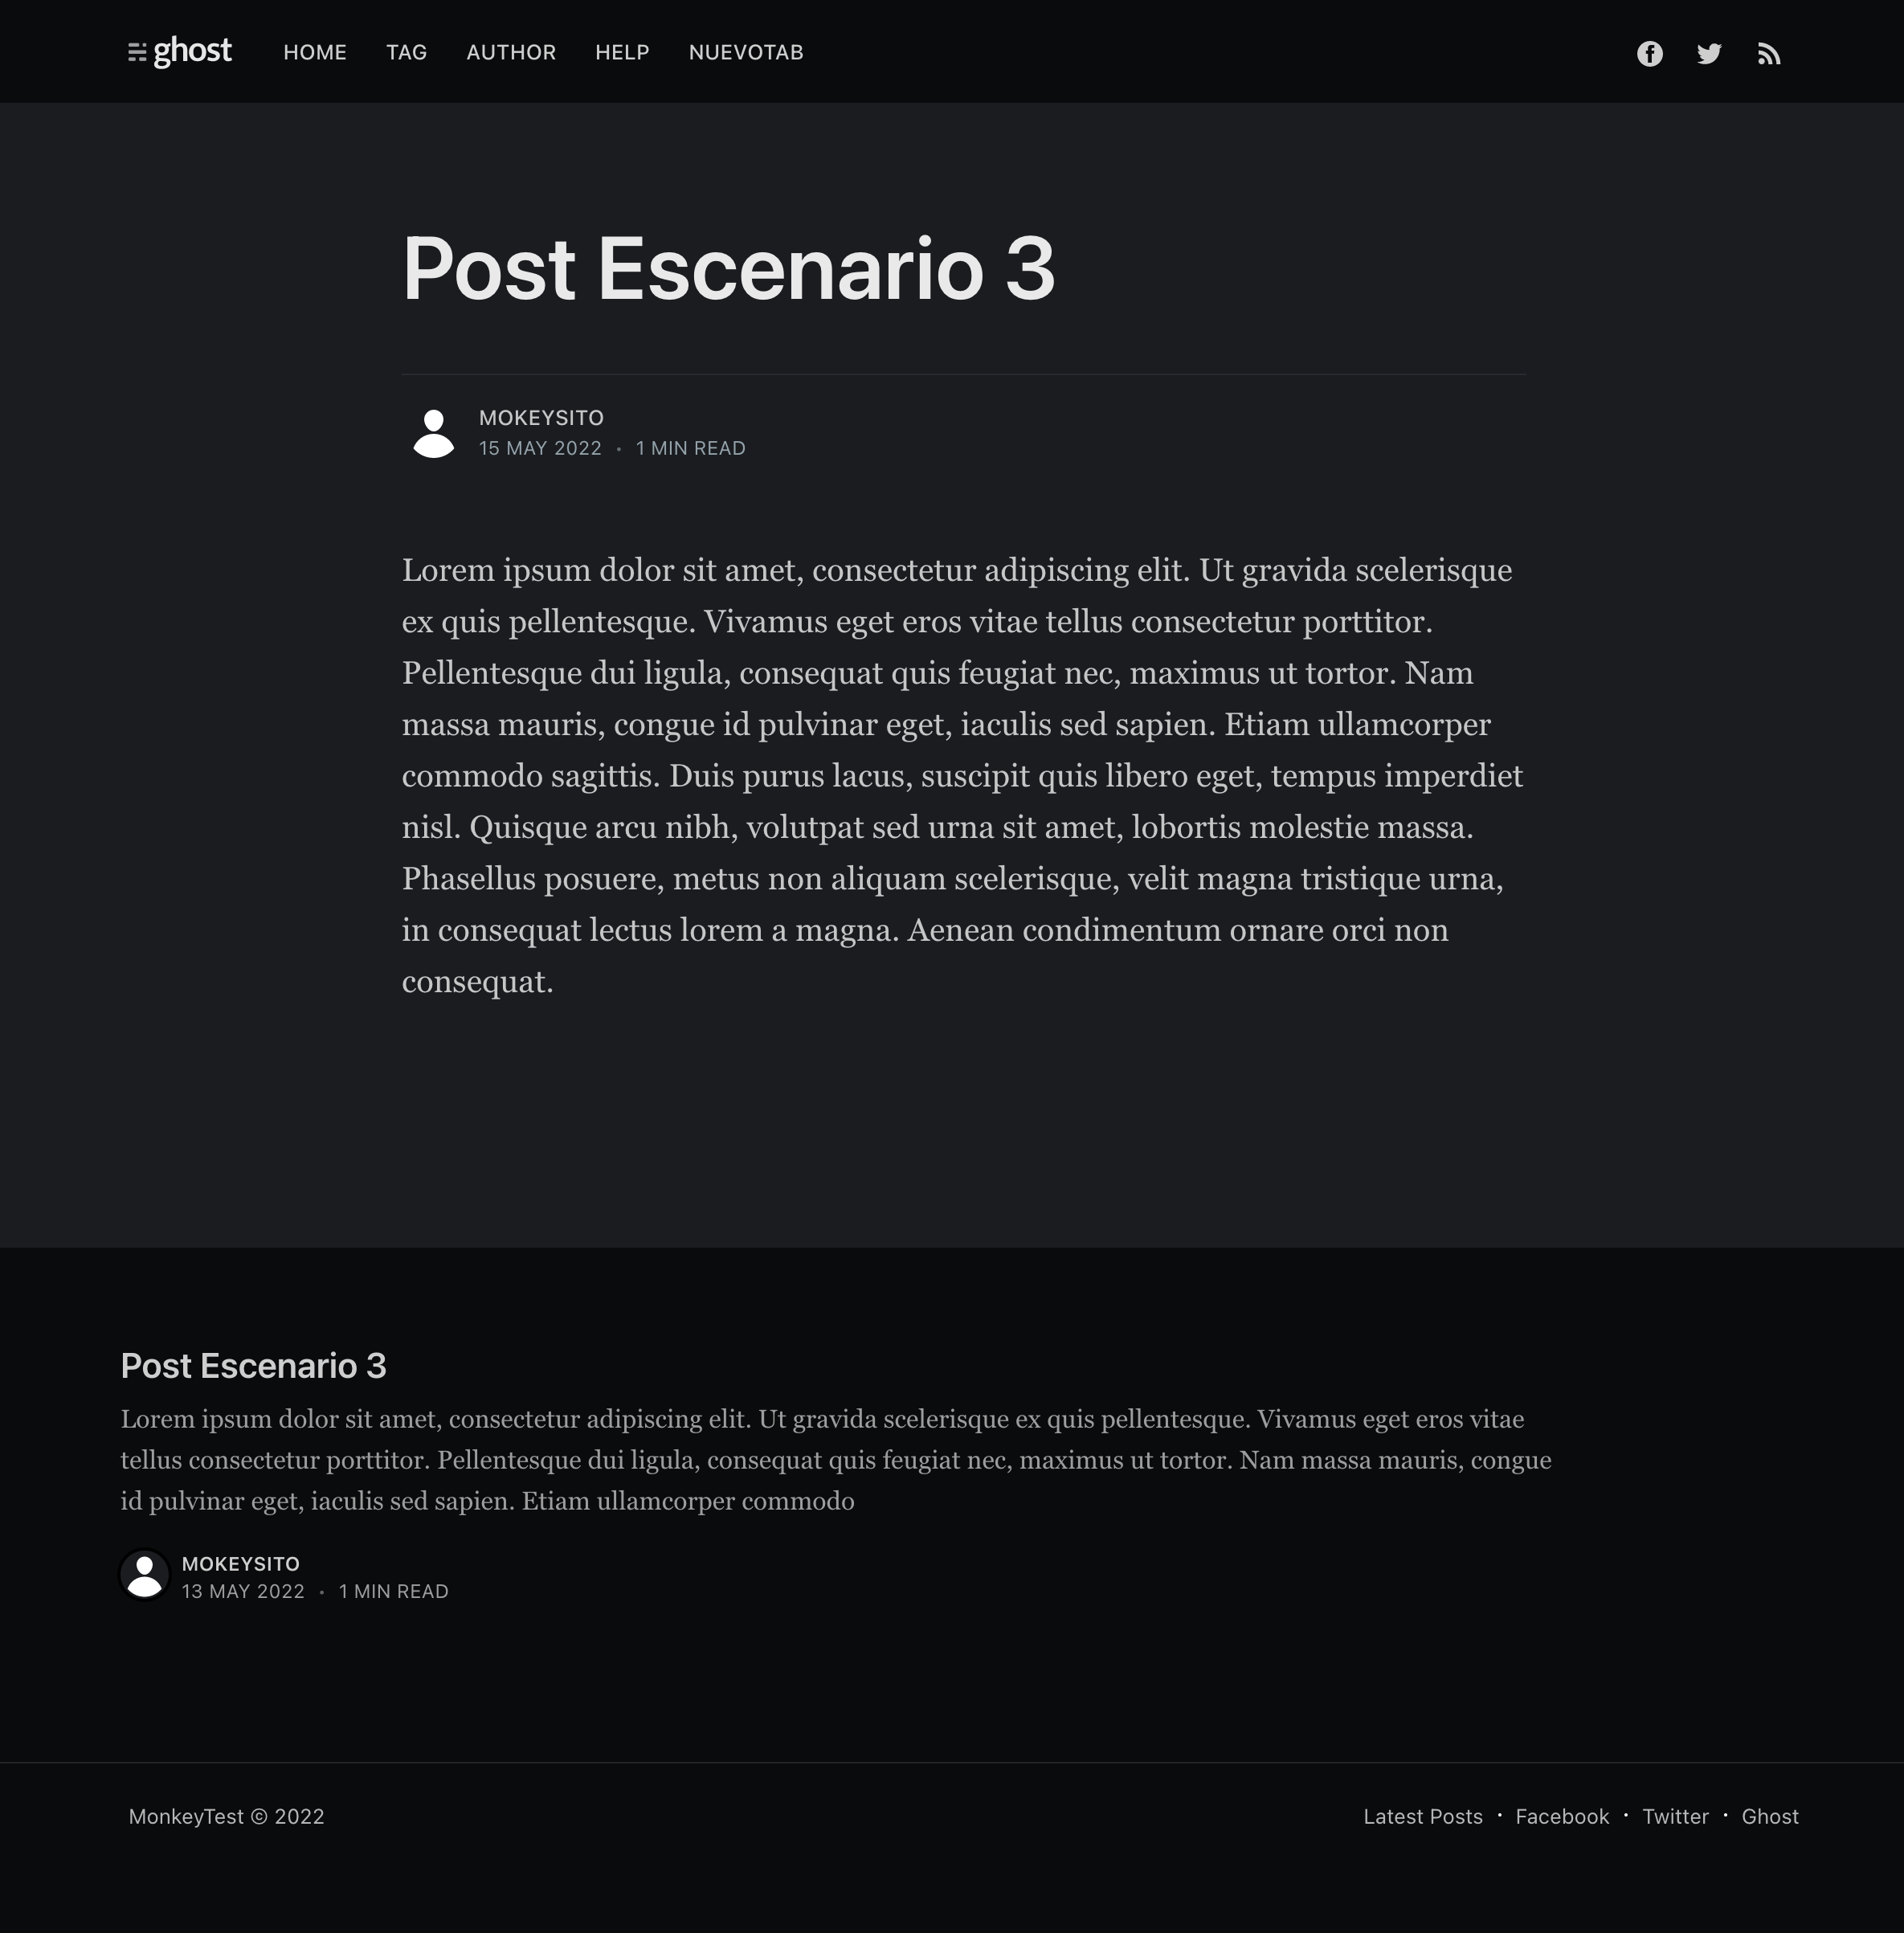 ghost HOME TAG AUTHOR HELP NUEVOTAB
Post Escenario 3
MOKEYSITO
15 MAY 2022 • 1 MIN READ
Lorem ipsum dolor sit amet, consectetur adipiscing elit. Ut gravida scelerisque
ex quis pellentesque. Vivamus eget eros vitae tellus consectetur porttitor.
Pellentesque dui ligula, consequat quis feugiat nec, maximus ut tortor. Nam
massa mauris, congue id pulvinar eget, iaculis sed sapien. Etiam ullamcorper
commodo sagittis. Duis purus lacus, suscipit quis libero eget, tempus imperdiet
nisl. Quisque arcu nibh, volutpat sed urna sit amet, lobortis molestie massa.
Phasellus posuere, metus non aliquam scelerisque, velit magna tristique urna,
in consequat lectus lorem a magna. Aenean condimentum ornare orci non
consequat.
Post Escenario 3
Lorem ipsum dolor sit amet, consectetur adipiscing elit. Ut gravida scelerisque ex quis pellentesque. Vivamus eget eros vitae
tellus consectetur porttitor. Pellentesque dui ligula, consequat quis feugiat nec, maximus ut tortor. Nam massa mauris, congue
id pulvinar eget, iaculis sed sapien. Etiam ullamcorper commodo
MOKEYSITO
13 MAY 2022 • 1 MIN READ
MonkeyTest © 2022
Latest Posts • Facebook • Twitter • Ghost